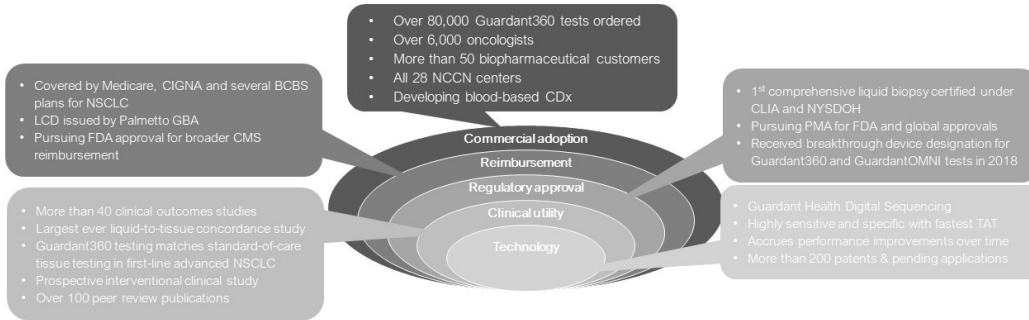 • Over 80,000 Guardant360 tests ordered
• Over 6,000 oncologists
• More than 50 biopharmaceutical customers
• All 28 NCCN centers
• Developing blood-based CDx
• Covered by Medicare, CIGNA and several BCBS
plans for NSCLC
• LCD issued by Palmetto GBA
• Pursuing FDA approval for broader CMS
reimbursement
• 1st comprehensive liquid biopsy certified under
CLIA and NYSDOH
• Pursuing PMA for FDA and global approvals
• Received breakthrough device designation for
Guardant360 and GuardantOMNI tests in 2018
Commercial adoption
Reimbursement
Regulatory approval
Clinical utility
Technology
• More than 40 clinical outcomes studies
• Largest ever liquid-to-tissue concordance study
• Guardant360 testing matches standard-of-care
tissue testing in first-line advanced NSCLC
• Prospective interventional clinical study
• Over 100 peer review publications
• Guardant Health Digital Sequencing
• Highly sensitive and specific with fastest TAT
• Accrues performance improvements over time
• More than 200 patents & pending applications